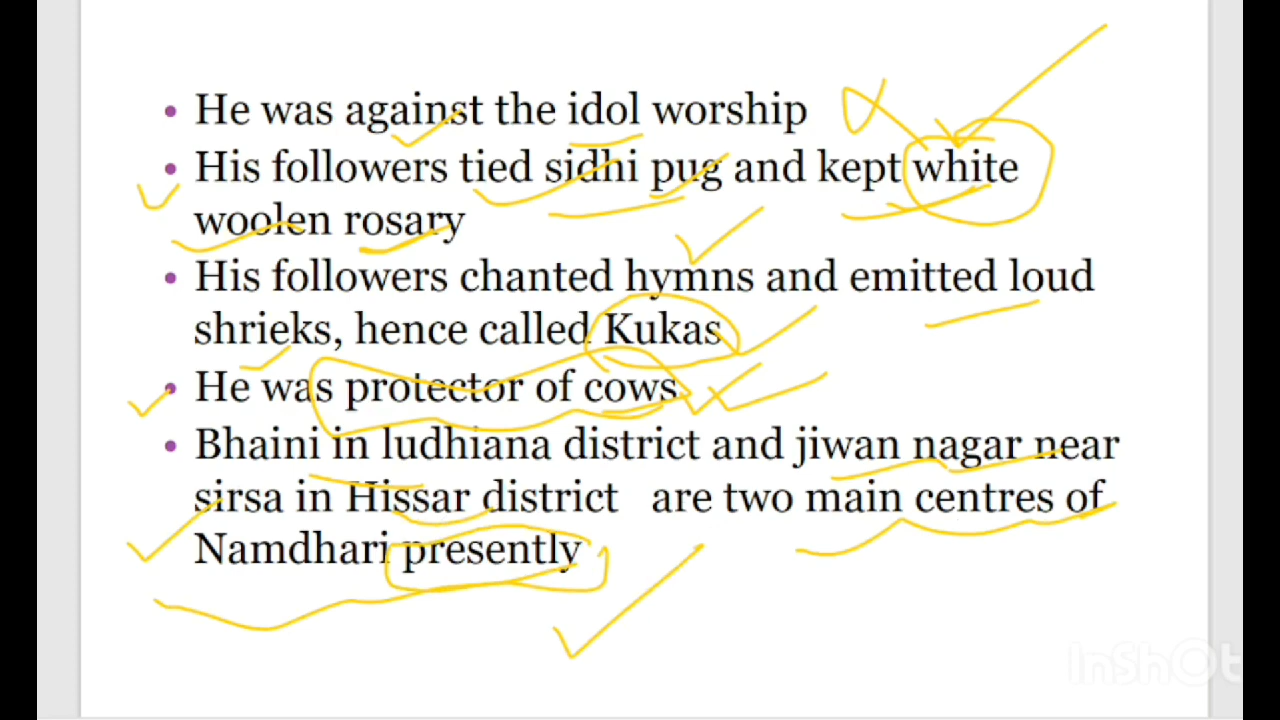 • He was against the idol worship
• His followers tied sidhi pug and kept white
woolen rosary
• His followers chanted hymns and emitted loud
shrieks, hence called Kukas
• He was protector of cows
• Bhaini in ludhiana district and jiwan nagar near
sirsa in Hissar district are two main centres of
Namdhari presently
InShOt